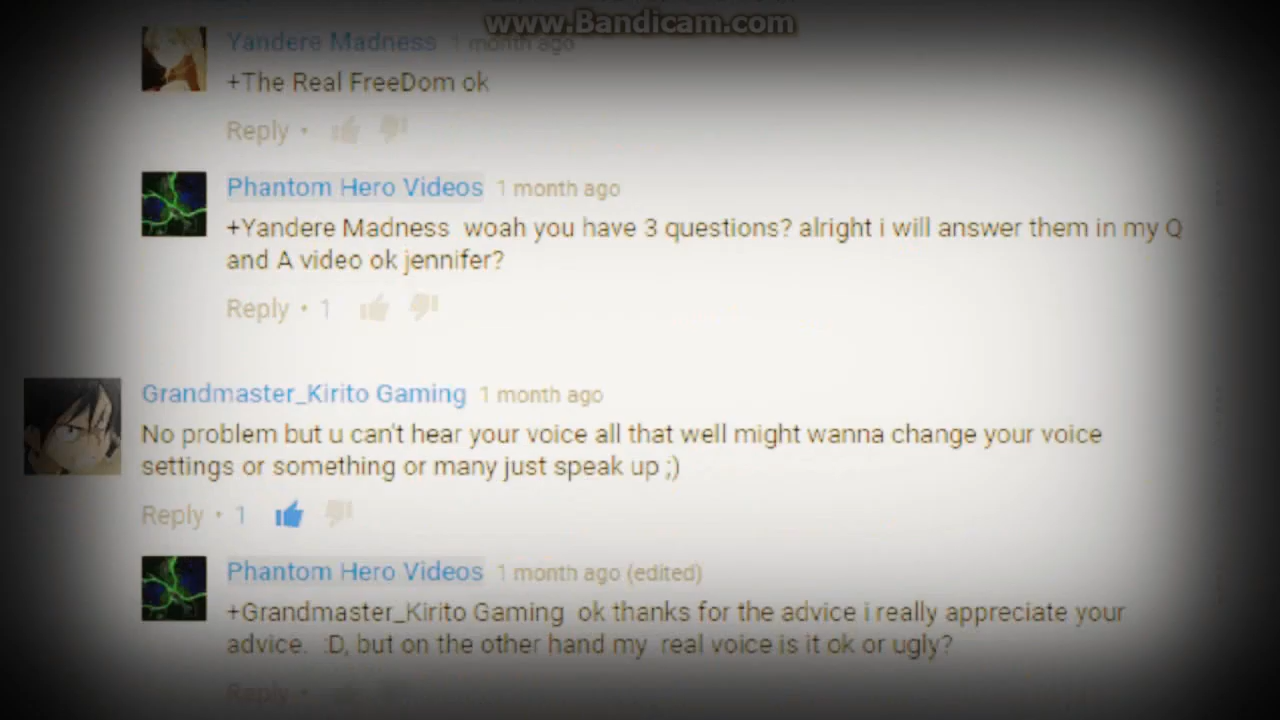 www.Bandicam.com
Yandere Madness 1 month ago
+The Real FreeDom ok
Reply •
Phantom Hero Videos 1 month ago
+Yandere Madness woah you have 3 questions? alright i will answer them in my Q
and A video ok jennifer?
Reply • 1
Grandmaster_Kirito Gaming 1 month ago
No problem but u can't hear your voice all that well might wanna change your voice
settings or something or many just speak up ;)
Reply • 1
Phantom Hero Videos 1 month ago (edited)
+Grandmaster_Kirito Gaming ok thanks for the advice i really appreciate your
advice. :D, but on the other hand my real voice is it ok or ugly?
Reply •